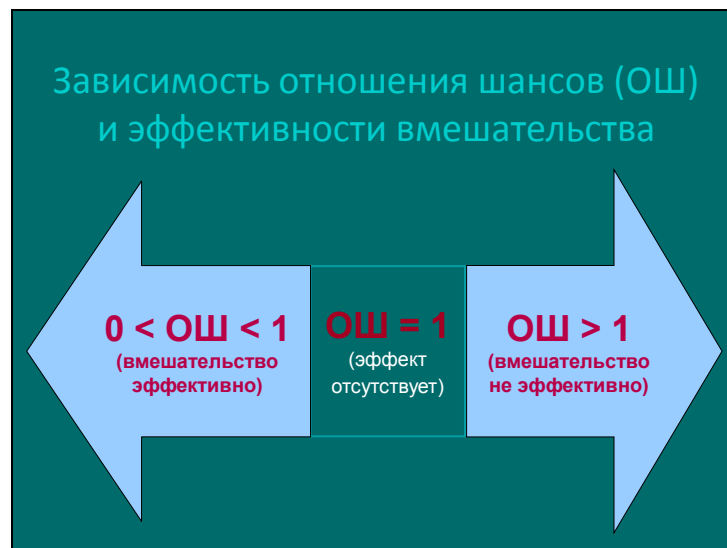 Зависимость отношения шансов (ОШ)
и эффективности вмешательства
0 < ОШ < 1
(вмешательство
эффективно)
ОШ = 1
(эффект
отсутствует)
ОШ > 1
(вмешательство
не эффективно)